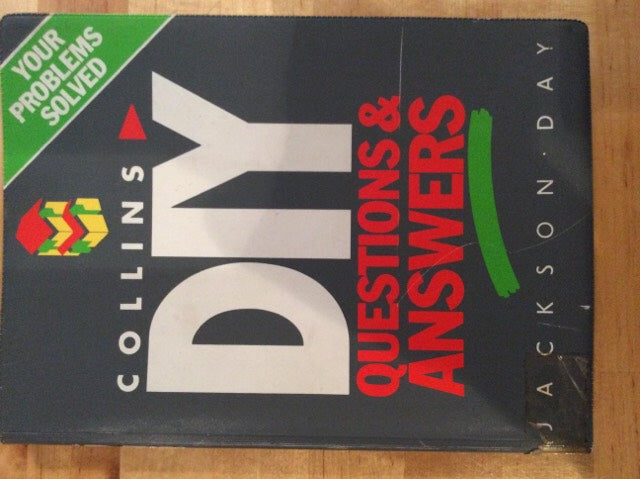 YOUR
PROBLEMS
SOLVED
COLLINS
DIY
QUESTIONS &
ANSWERS
JACKSON · DAY